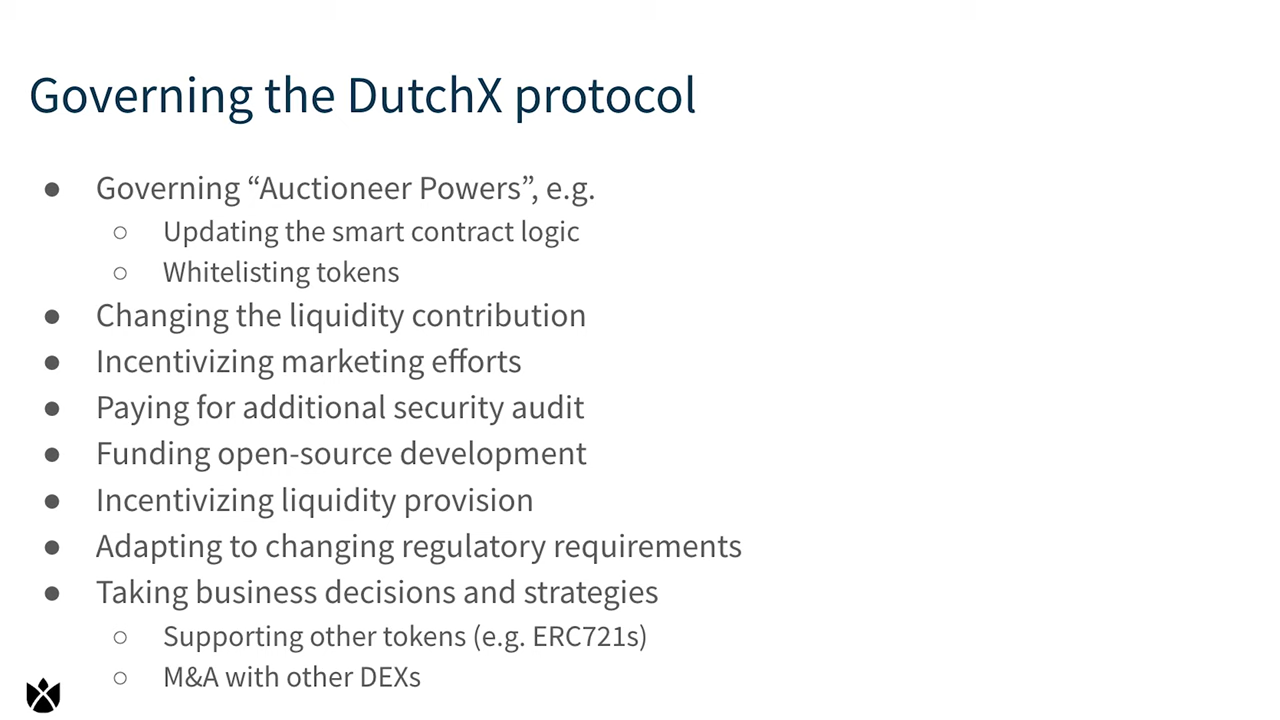 Governing the DutchX protocol
● Governing “Auctioneer Powers”, e.g.
○ Updating the smart contract logic
○ Whitelisting tokens
● Changing the liquidity contribution
● Incentivizing marketing efforts
● Paying for additional security audit
● Funding open-source development
● Incentivizing liquidity provision
● Adapting to changing regulatory requirements
● Taking business decisions and strategies
○ Supporting other tokens (e.g. ERC721s)
○ M&A with other DEXs